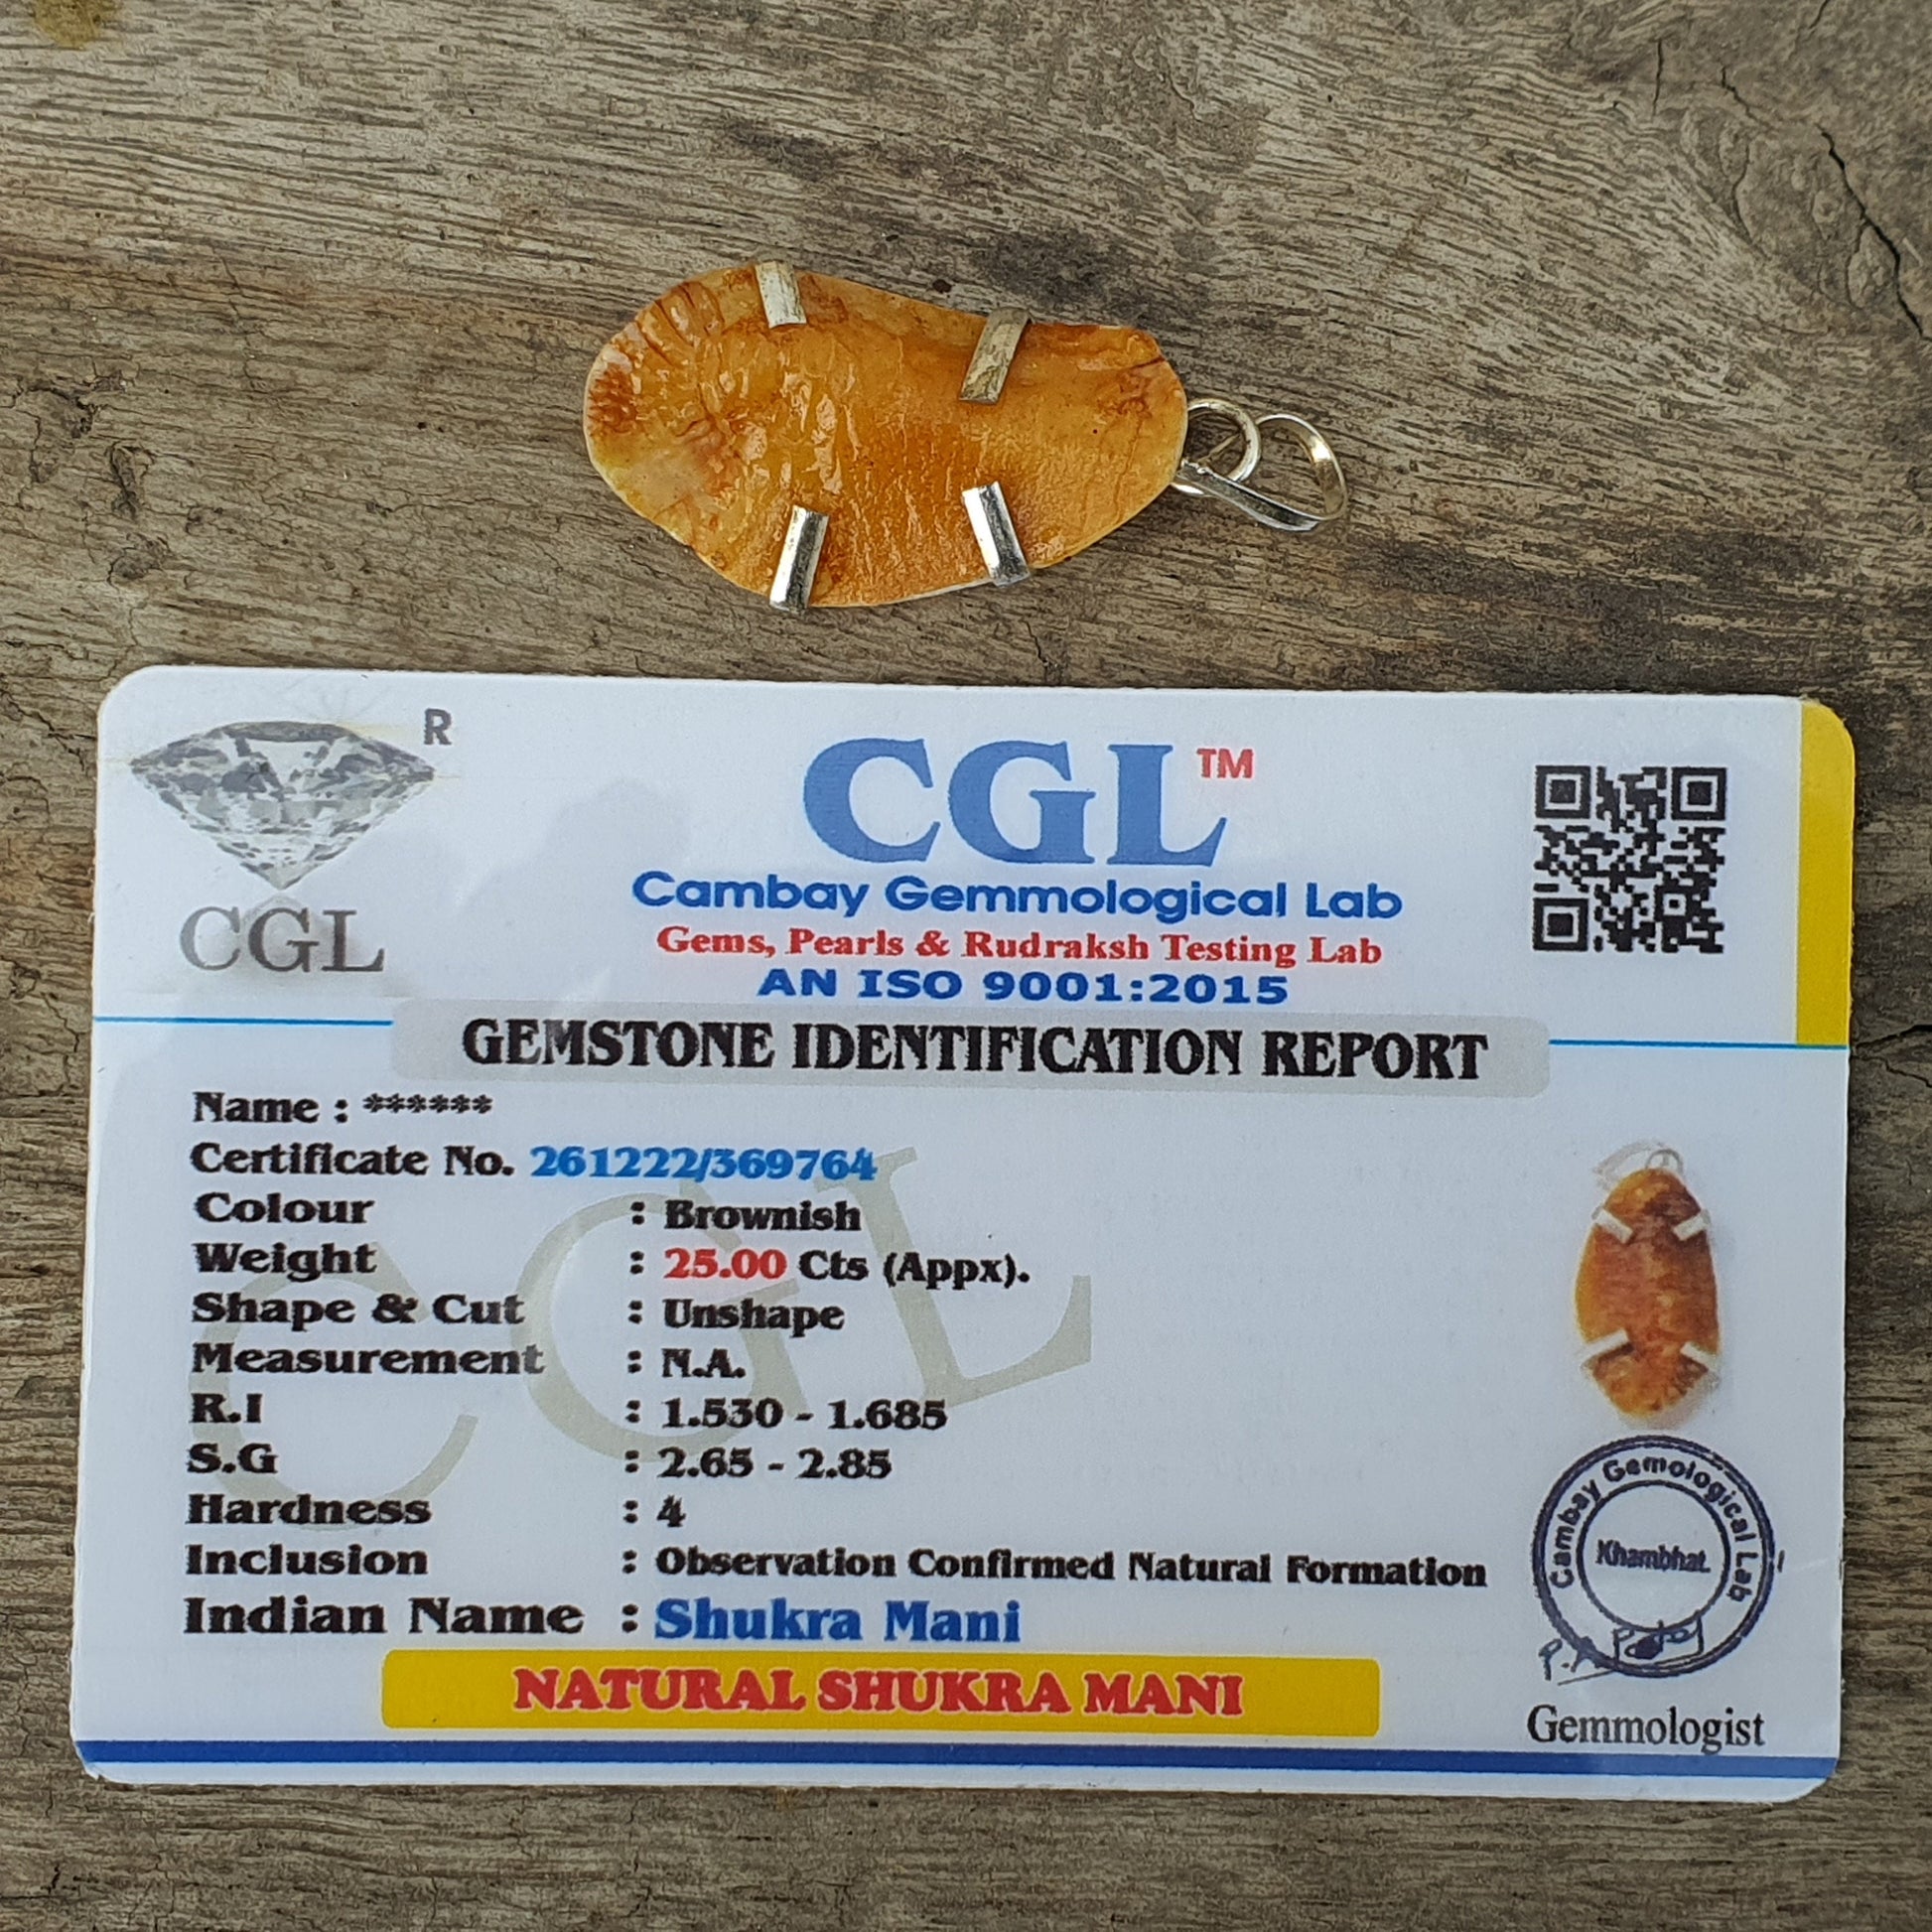 R
CGL
CGL™
Cambay Gemmological Lab
Gems, Pearls & Rudraksh Testing Lab
AN ISO 9001:2015
GEMSTONE IDENTIFICATION REPORT
Name : ******
Certificate No. 261222/369764
Colour : Brownish
Weight : 25.00 Cts (Appx).
Shape & Cut : Unshape
Measurement : N.A.
R.I : 1.530 - 1.685
S.G : 2.65 - 2.85
Hardness : 4
Inclusion : Observation Confirmed Natural Formation
Indian Name : Shukra Mani
NATURAL SHUKRA MANI
CGL
Cambay Gemological Lab
Khambhat.
Gemmologist